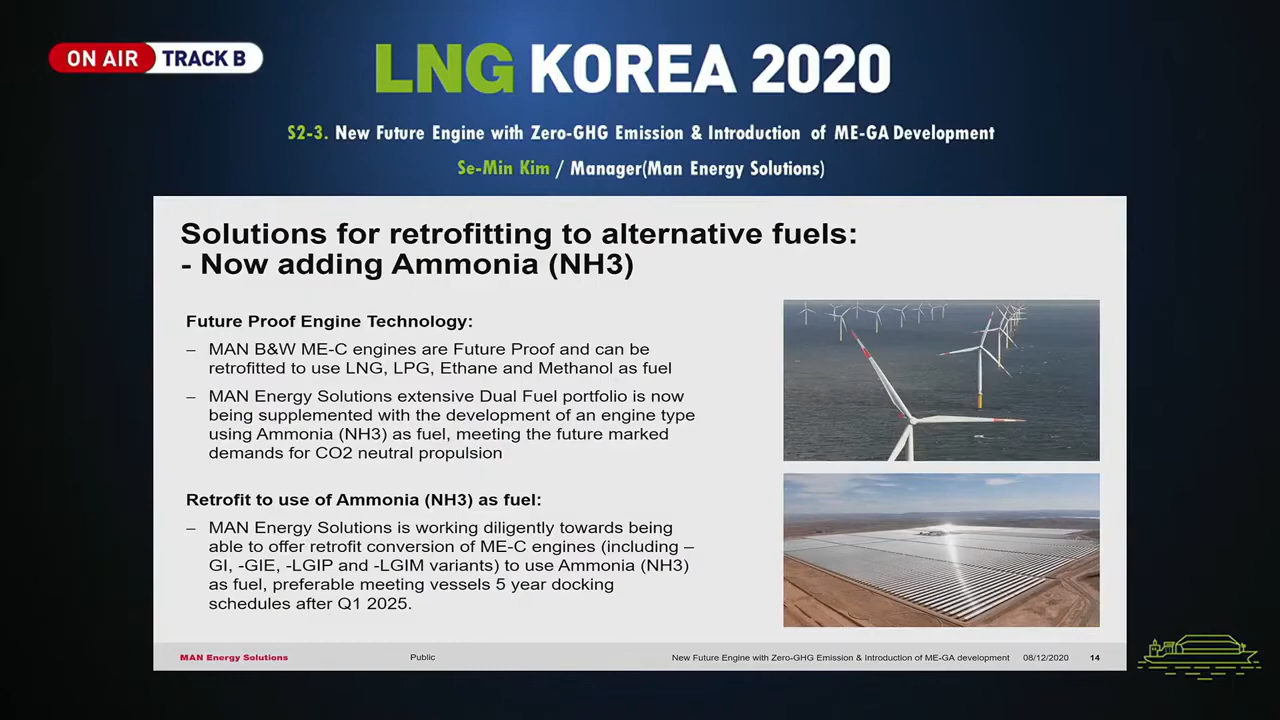 ON AIR TRACK B
LNG KOREA 2020
S2-3. New Future Engine with Zero-GHG Emission & Introduction of ME-GA Development
Se-Min Kim / Manager(Man Energy Solutions)
Solutions for retrofitting to alternative fuels:
- Now adding Ammonia (NH3)
Future Proof Engine Technology:
– MAN B&W ME-C engines are Future Proof and can be
retrofitted to use LNG, LPG, Ethane and Methanol as fuel
– MAN Energy Solutions extensive Dual Fuel portfolio is now
being supplemented with the development of an engine type
using Ammonia (NH3) as fuel, meeting the future marked
demands for CO2 neutral propulsion
Retrofit to use of Ammonia (NH3) as fuel:
– MAN Energy Solutions is working diligently towards being
able to offer retrofit conversion of ME-C engines (including –
GI, -GIE, -LGIP and -LGIM variants) to use Ammonia (NH3)
as fuel, preferable meeting vessels 5 year docking
schedules after Q1 2025.
MAN Energy Solutions Public New Future Engine with Zero-GHG Emission & Introduction of ME-GA development 08/12/2020 14